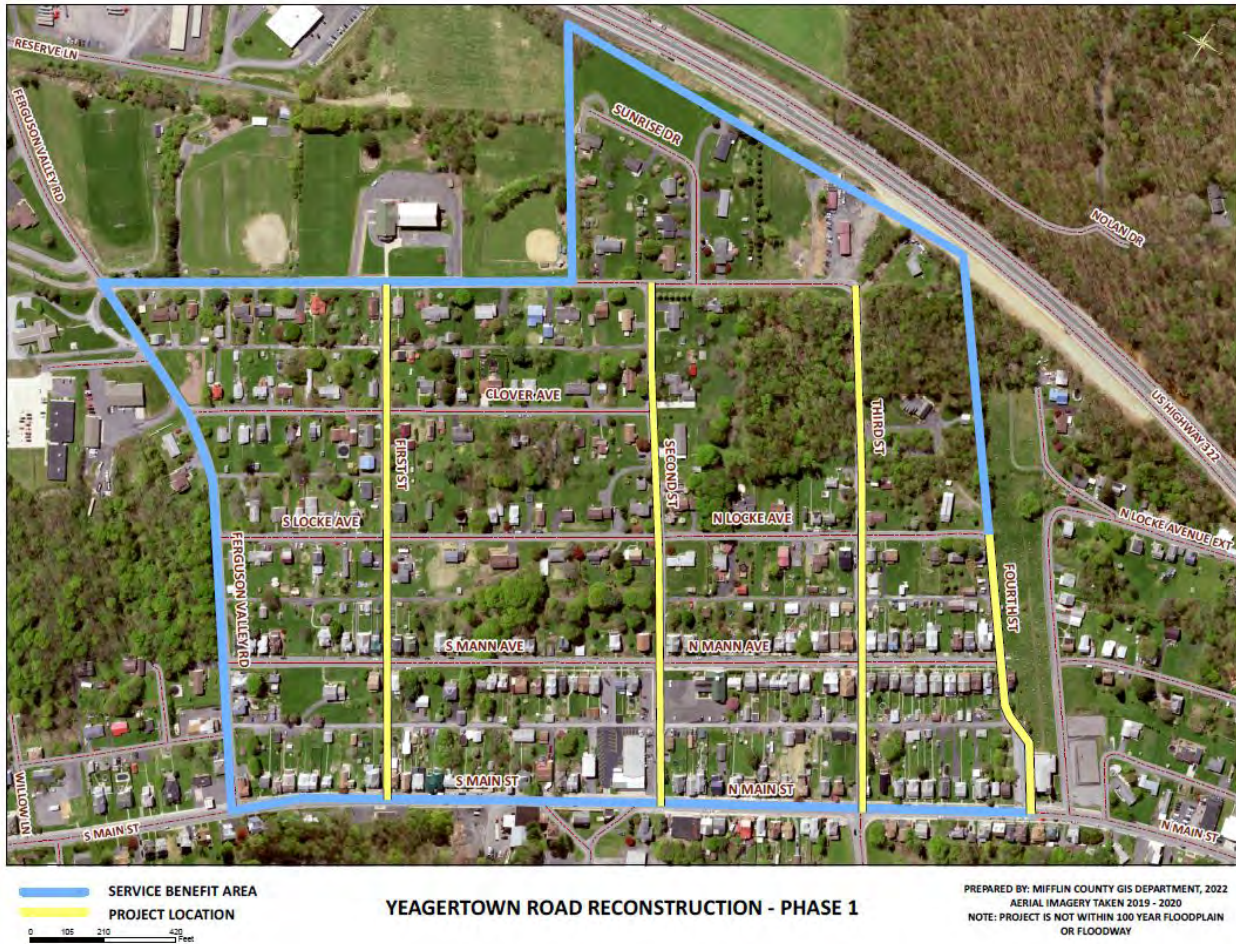 RESERVE LN
FERGUSON VALLEY RD
SUNRISE DR
NOLAN DR
US HIGHWAY 322
CLOVER AVE
FIRST ST
SECOND ST
THIRD ST
S LOCKE AVE
N LOCKE AVE
N LOCKE AVENUE EXT
FERGUSON VALLEY RD
FOURTH ST
S MANN AVE
N MANN AVE
WILLOW LN
S MAIN ST
S MAIN ST
N MAIN ST
N MAIN ST
SERVICE BENEFIT AREA
PROJECT LOCATION
0 105 210 420
Feet
YEAGERTOWN ROAD RECONSTRUCTION - PHASE 1
PREPARED BY: MIFFLIN COUNTY GIS DEPARTMENT, 2022
AERIAL IMAGERY TAKEN 2019 - 2020
NOTE: PROJECT IS NOT WITHIN 100 YEAR FLOODPLAIN
OR FLOODWAY